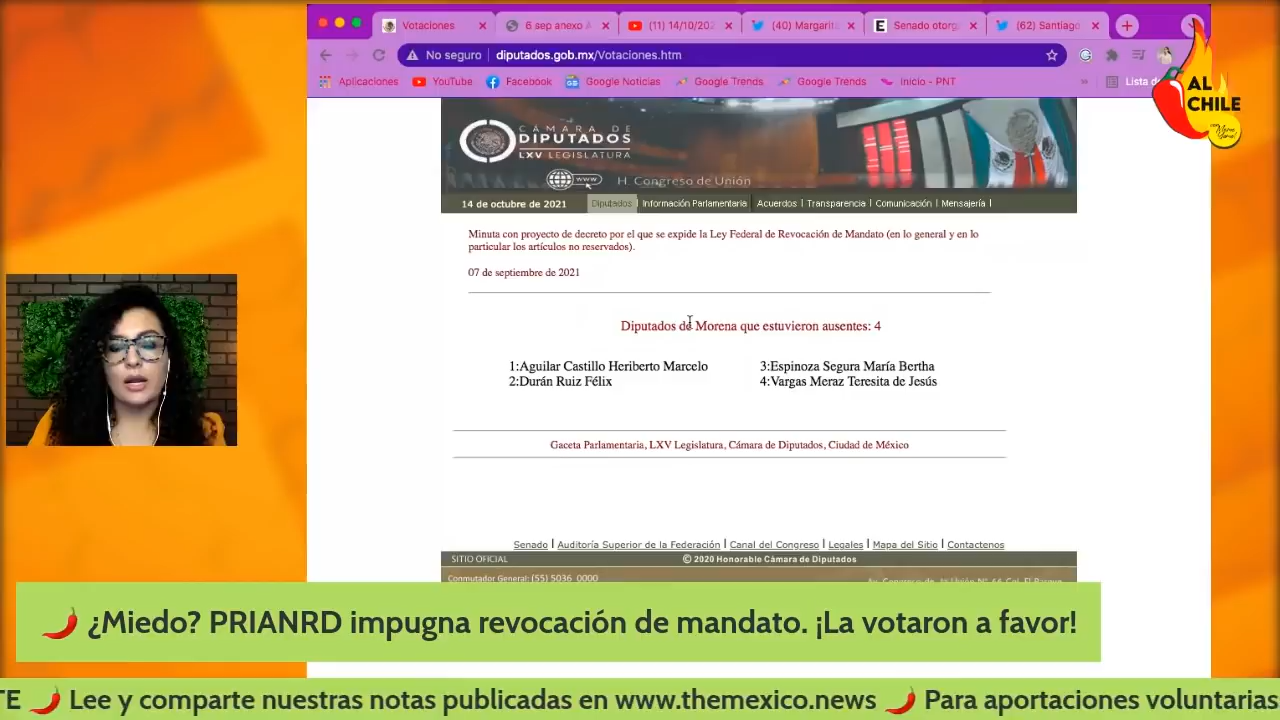 Votaciones
6 sep anexo A
(11) 14/10/202
(40) Margarit
Senado otorg
(62) Santiago
No seguro
diputados.gob.mx/Votaciones.htm
Aplicaciones
YouTube
Facebook
Google Noticias
Google Trends
Google Trends
Inicio - PNT
Lista de
AL CHILE
CÁMARA DE
DIPUTADOS
LXV LEGISLATURA
www
H. Congreso de Unión
14 de octubre de 2021
Diputados | Información Parlamentaria | Acuerdos | Transparencia | Comunicación | Mensajería |
Minuta con proyecto de decreto por el que se expide la Ley Federal de Revocación de Mandato (en lo general y en lo
particular los artículos no reservados).
07 de septiembre de 2021
Diputados de Morena que estuvieron ausentes: 4
1:Aguilar Castillo Heriberto Marcelo
3:Espinoza Segura María Bertha
2:Durán Ruiz Félix
4:Vargas Meraz Teresita de Jesús
Gaceta Parlamentaria, LXV Legislatura, Cámara de Diputados, Ciudad de México
Senado | Auditoría Superior de la Federación | Canal del Congreso | Legales | Mapa del Sitio | Contactenos
SITIO OFICIAL
© 2020 Honorable Cámara de Diputados
Conmutador General: (55) 5036 0000
¿Miedo? PRIANRD impugna revocación de mandato. ¡La votaron a favor!
TE Lee y comparte nuestras notas publicadas en www.themexico.news Para aportaciones voluntarias